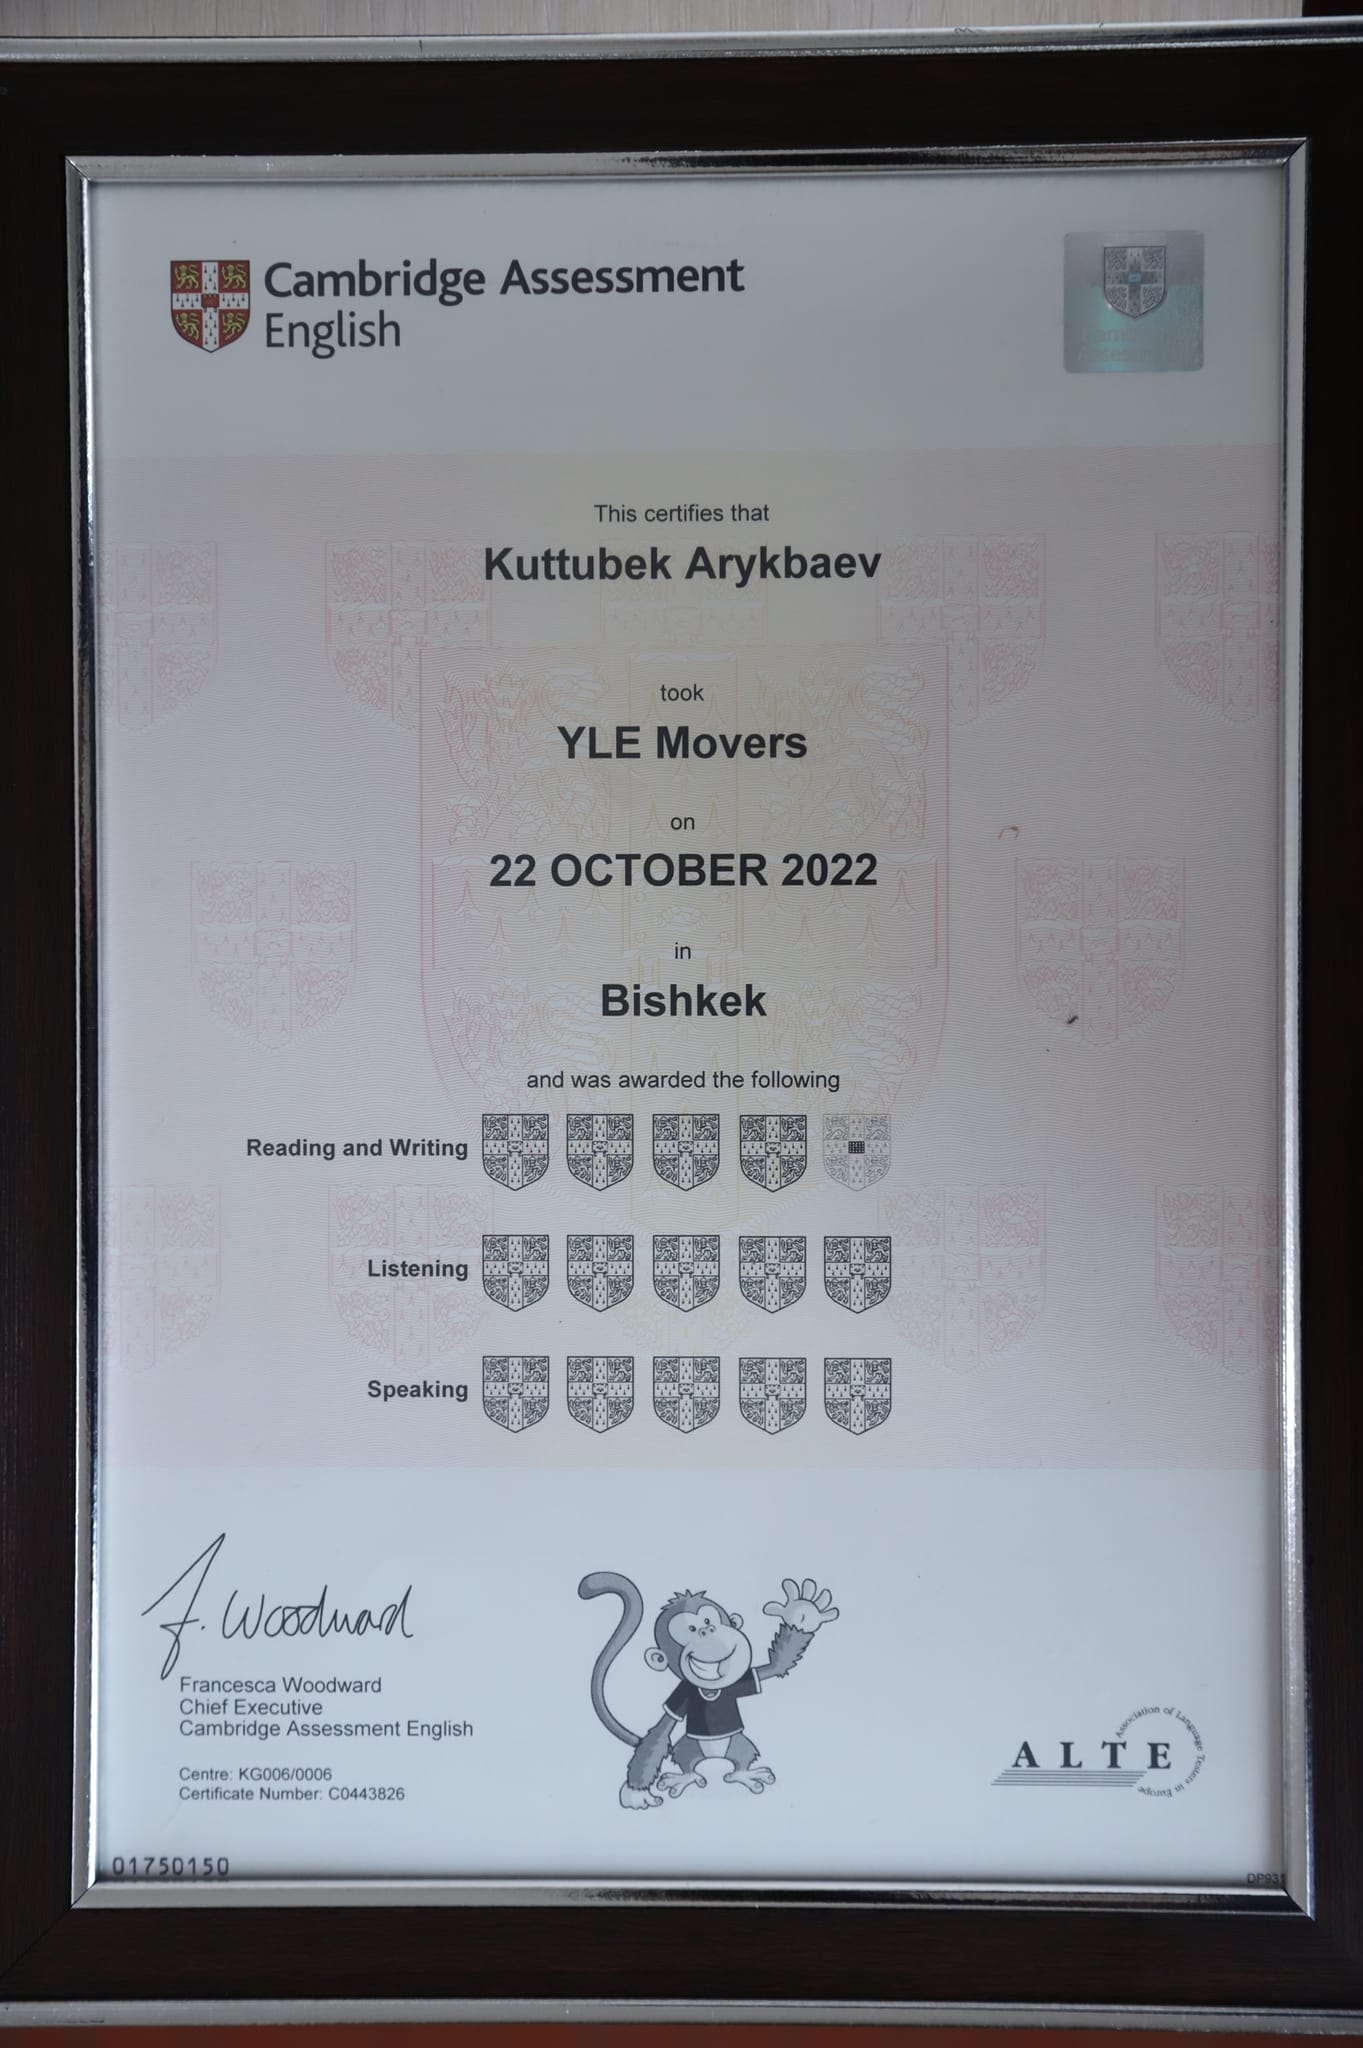 Cambridge Assessment
English
This certifies that
Kuttubek Arykbaev
took
YLE Movers
on
22 OCTOBER 2022
in
Bishkek
and was awarded the following
Reading and Writing
Listening
Speaking
F. Woodward
Francesca Woodward
Chief Executive
Cambridge Assessment English
Centre: KG006/0006
Certificate Number: C0443826
ALTE
Association of Language Testers in Europe
01750150
DP931